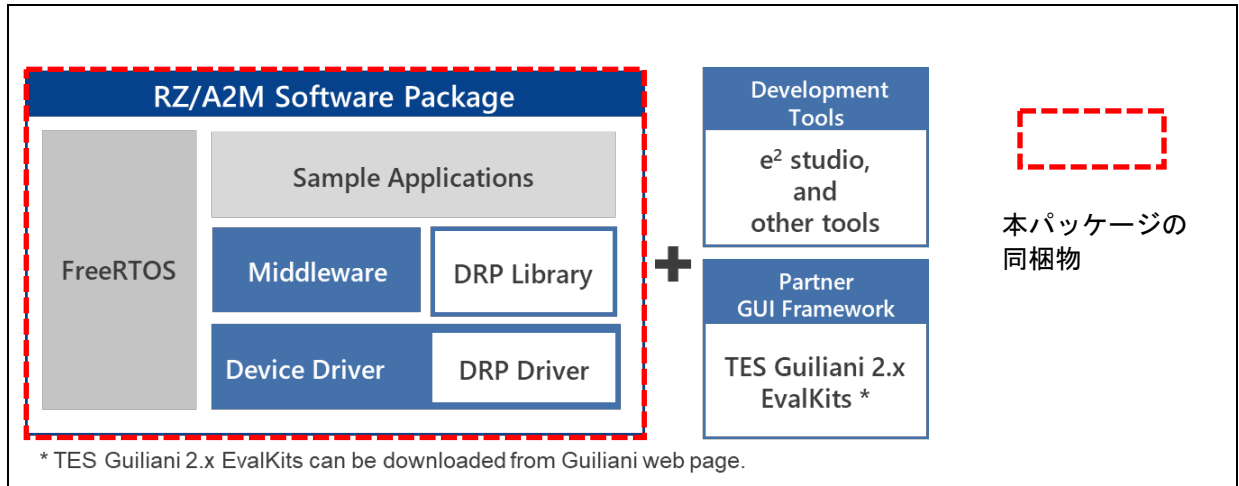 RZ/A2M Software Package
FreeRTOS
Sample Applications
Middleware
DRP Library
Device Driver
DRP Driver
+
Development
Tools
e² studio,
and
other tools
Partner
GUI Framework
TES Guiliani 2.x
EvalKits *
本パッケージの
同梱物
* TES Guiliani 2.x EvalKits can be downloaded from Guiliani web page.